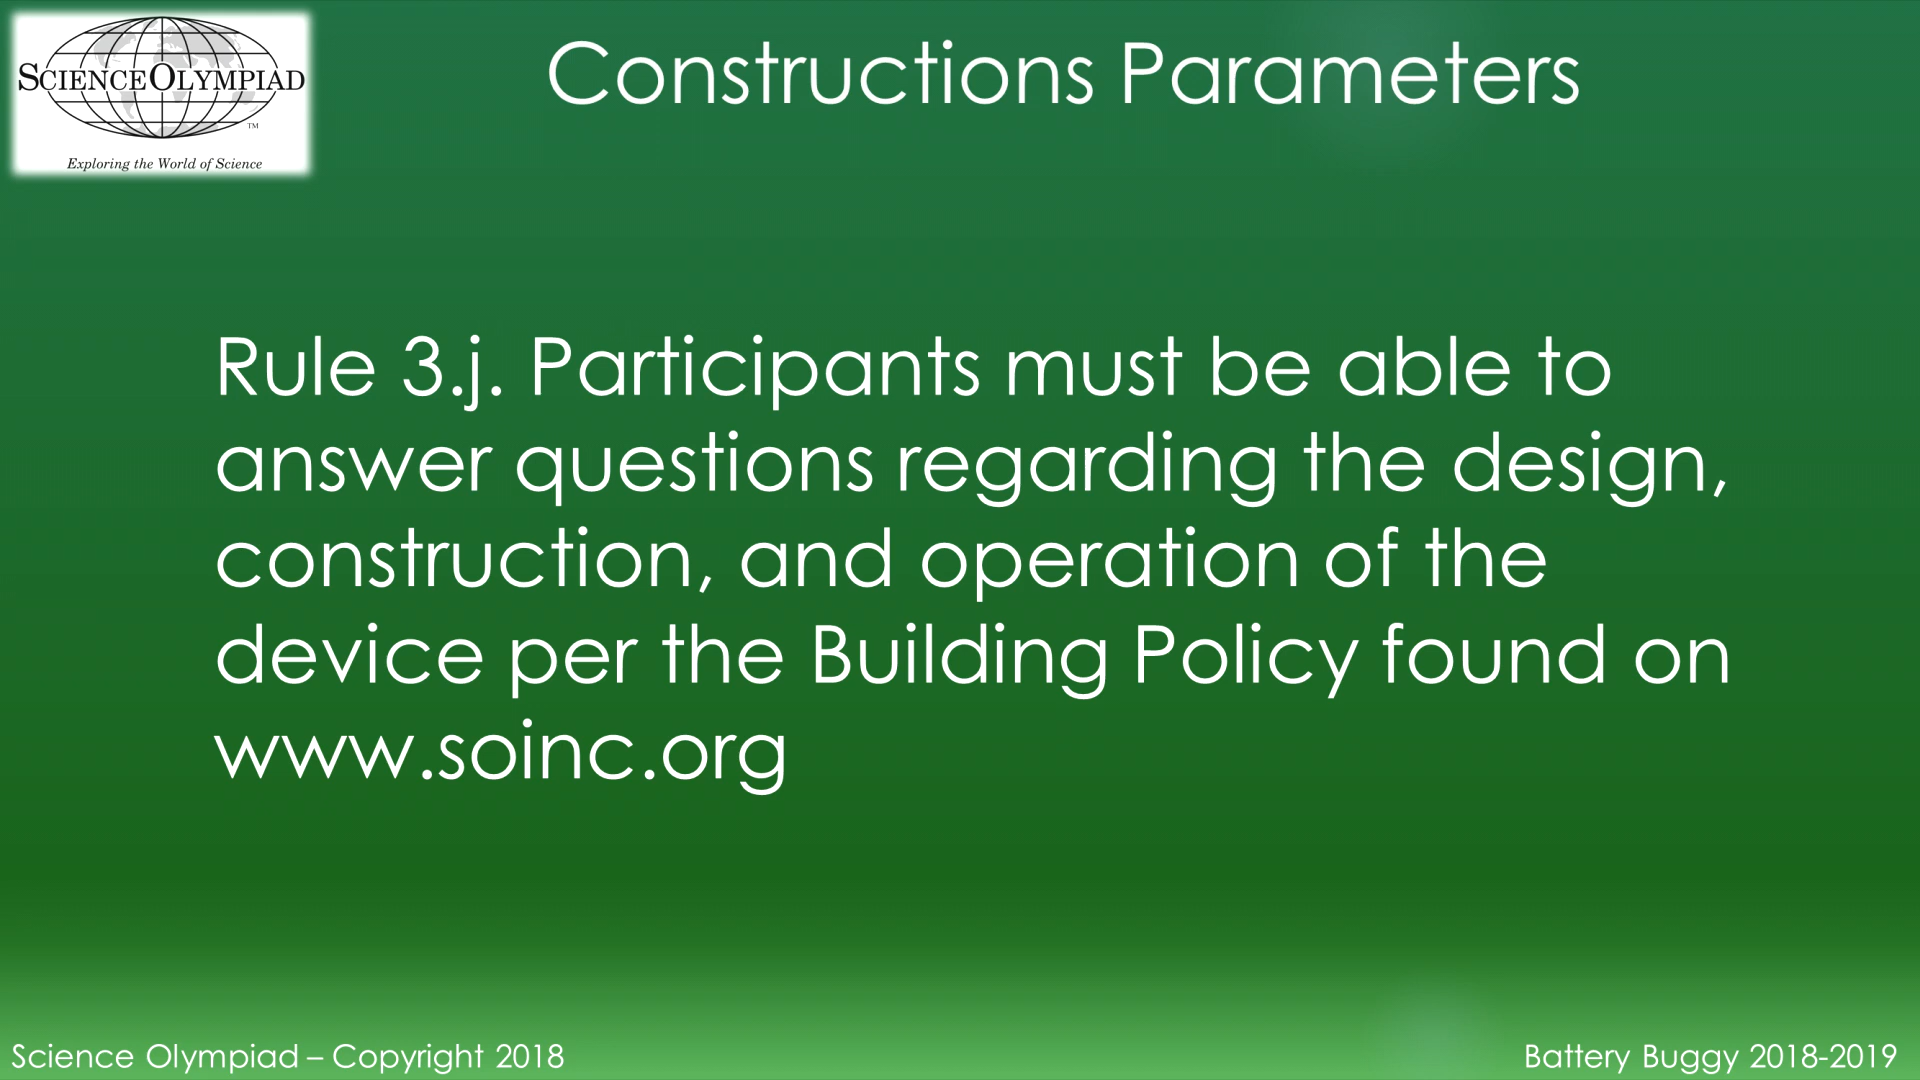 SCIENCEOLYMPIAD
TM
Exploring the World of Science
Constructions Parameters
Rule 3.j. Participants must be able to
answer questions regarding the design,
construction, and operation of the
device per the Building Policy found on
www.soinc.org
Science Olympiad – Copyright 2018
Battery Buggy 2018-2019